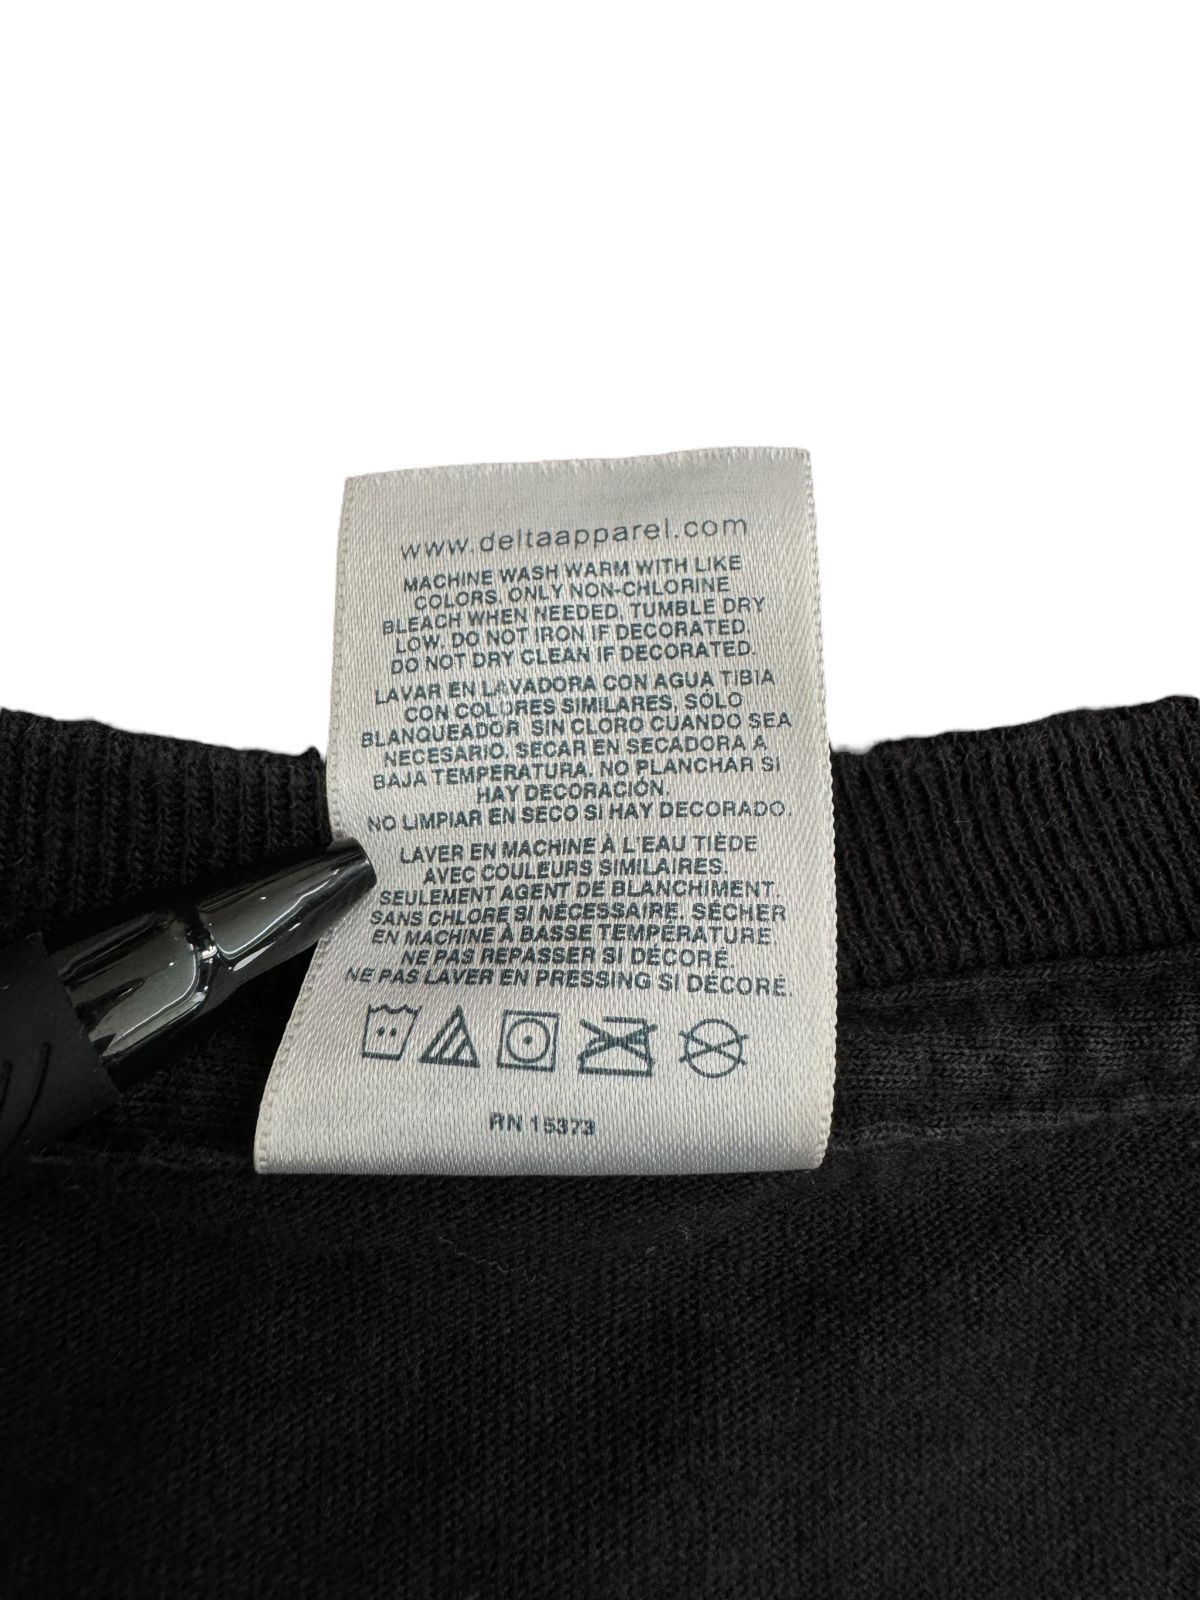 www.deltaapparel.com
MACHINE WASH WARM WITH LIKE
COLORS. ONLY NON-CHLORINE
BLEACH WHEN NEEDED. TUMBLE DRY
LOW. DO NOT IRON IF DECORATED.
DO NOT DRY CLEAN IF DECORATED.
LAVAR EN LAVADORA CON AGUA TIBIA
CON COLORES SIMILARES. SÓLO
BLANQUEADOR SIN CLORO CUANDO SEA
NECESARIO. SECAR EN SECADORA A
BAJA TEMPERATURA. NO PLANCHAR SI
HAY DECORACIÓN.
NO LIMPIAR EN SECO SI HAY DECORADO.
LAVER EN MACHINE À L'EAU TIÈDE
AVEC COULEURS SIMILAIRES.
SEULEMENT AGENT DE BLANCHIMENT.
SANS CHLORE SI NÉCESSAIRE. SÉCHER
EN MACHINE À BASSE TEMPÉRATURE.
NE PAS REPASSER SI DÉCORÉ.
NE PAS LAVER EN PRESSING SI DÉCORÉ.
RN 15373